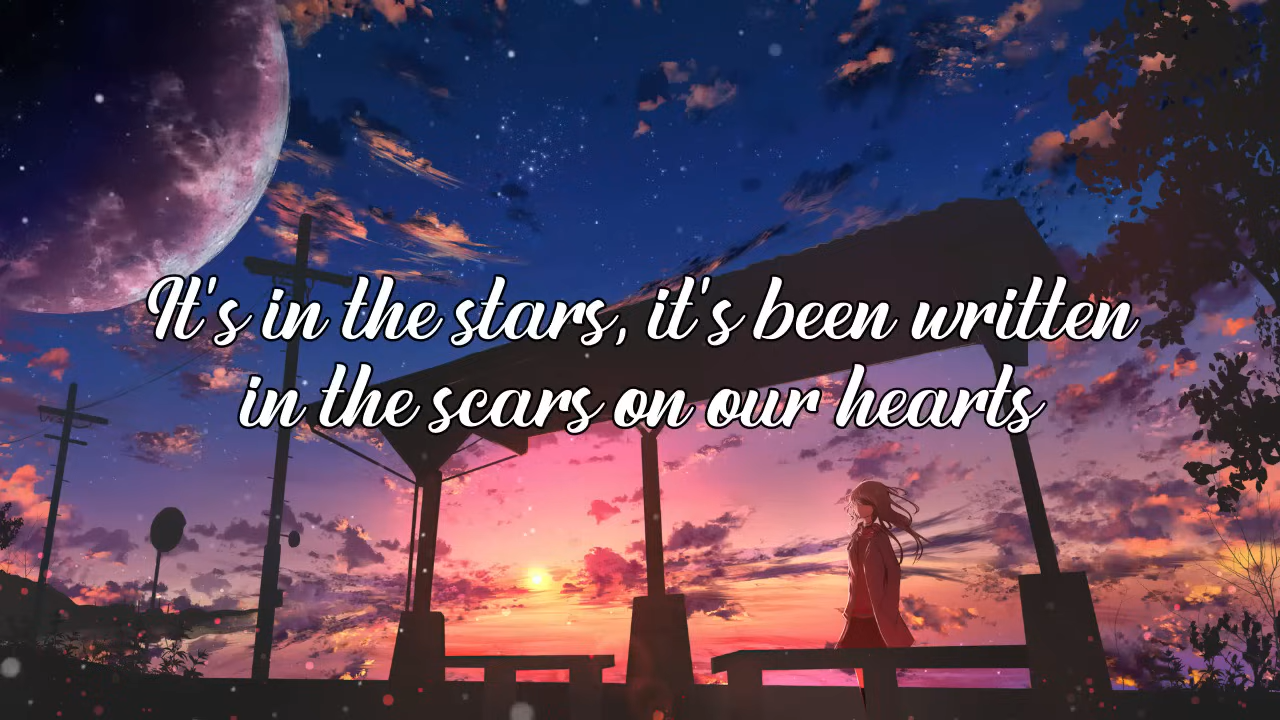 It's in the stars, it's been written
in the scars on our hearts